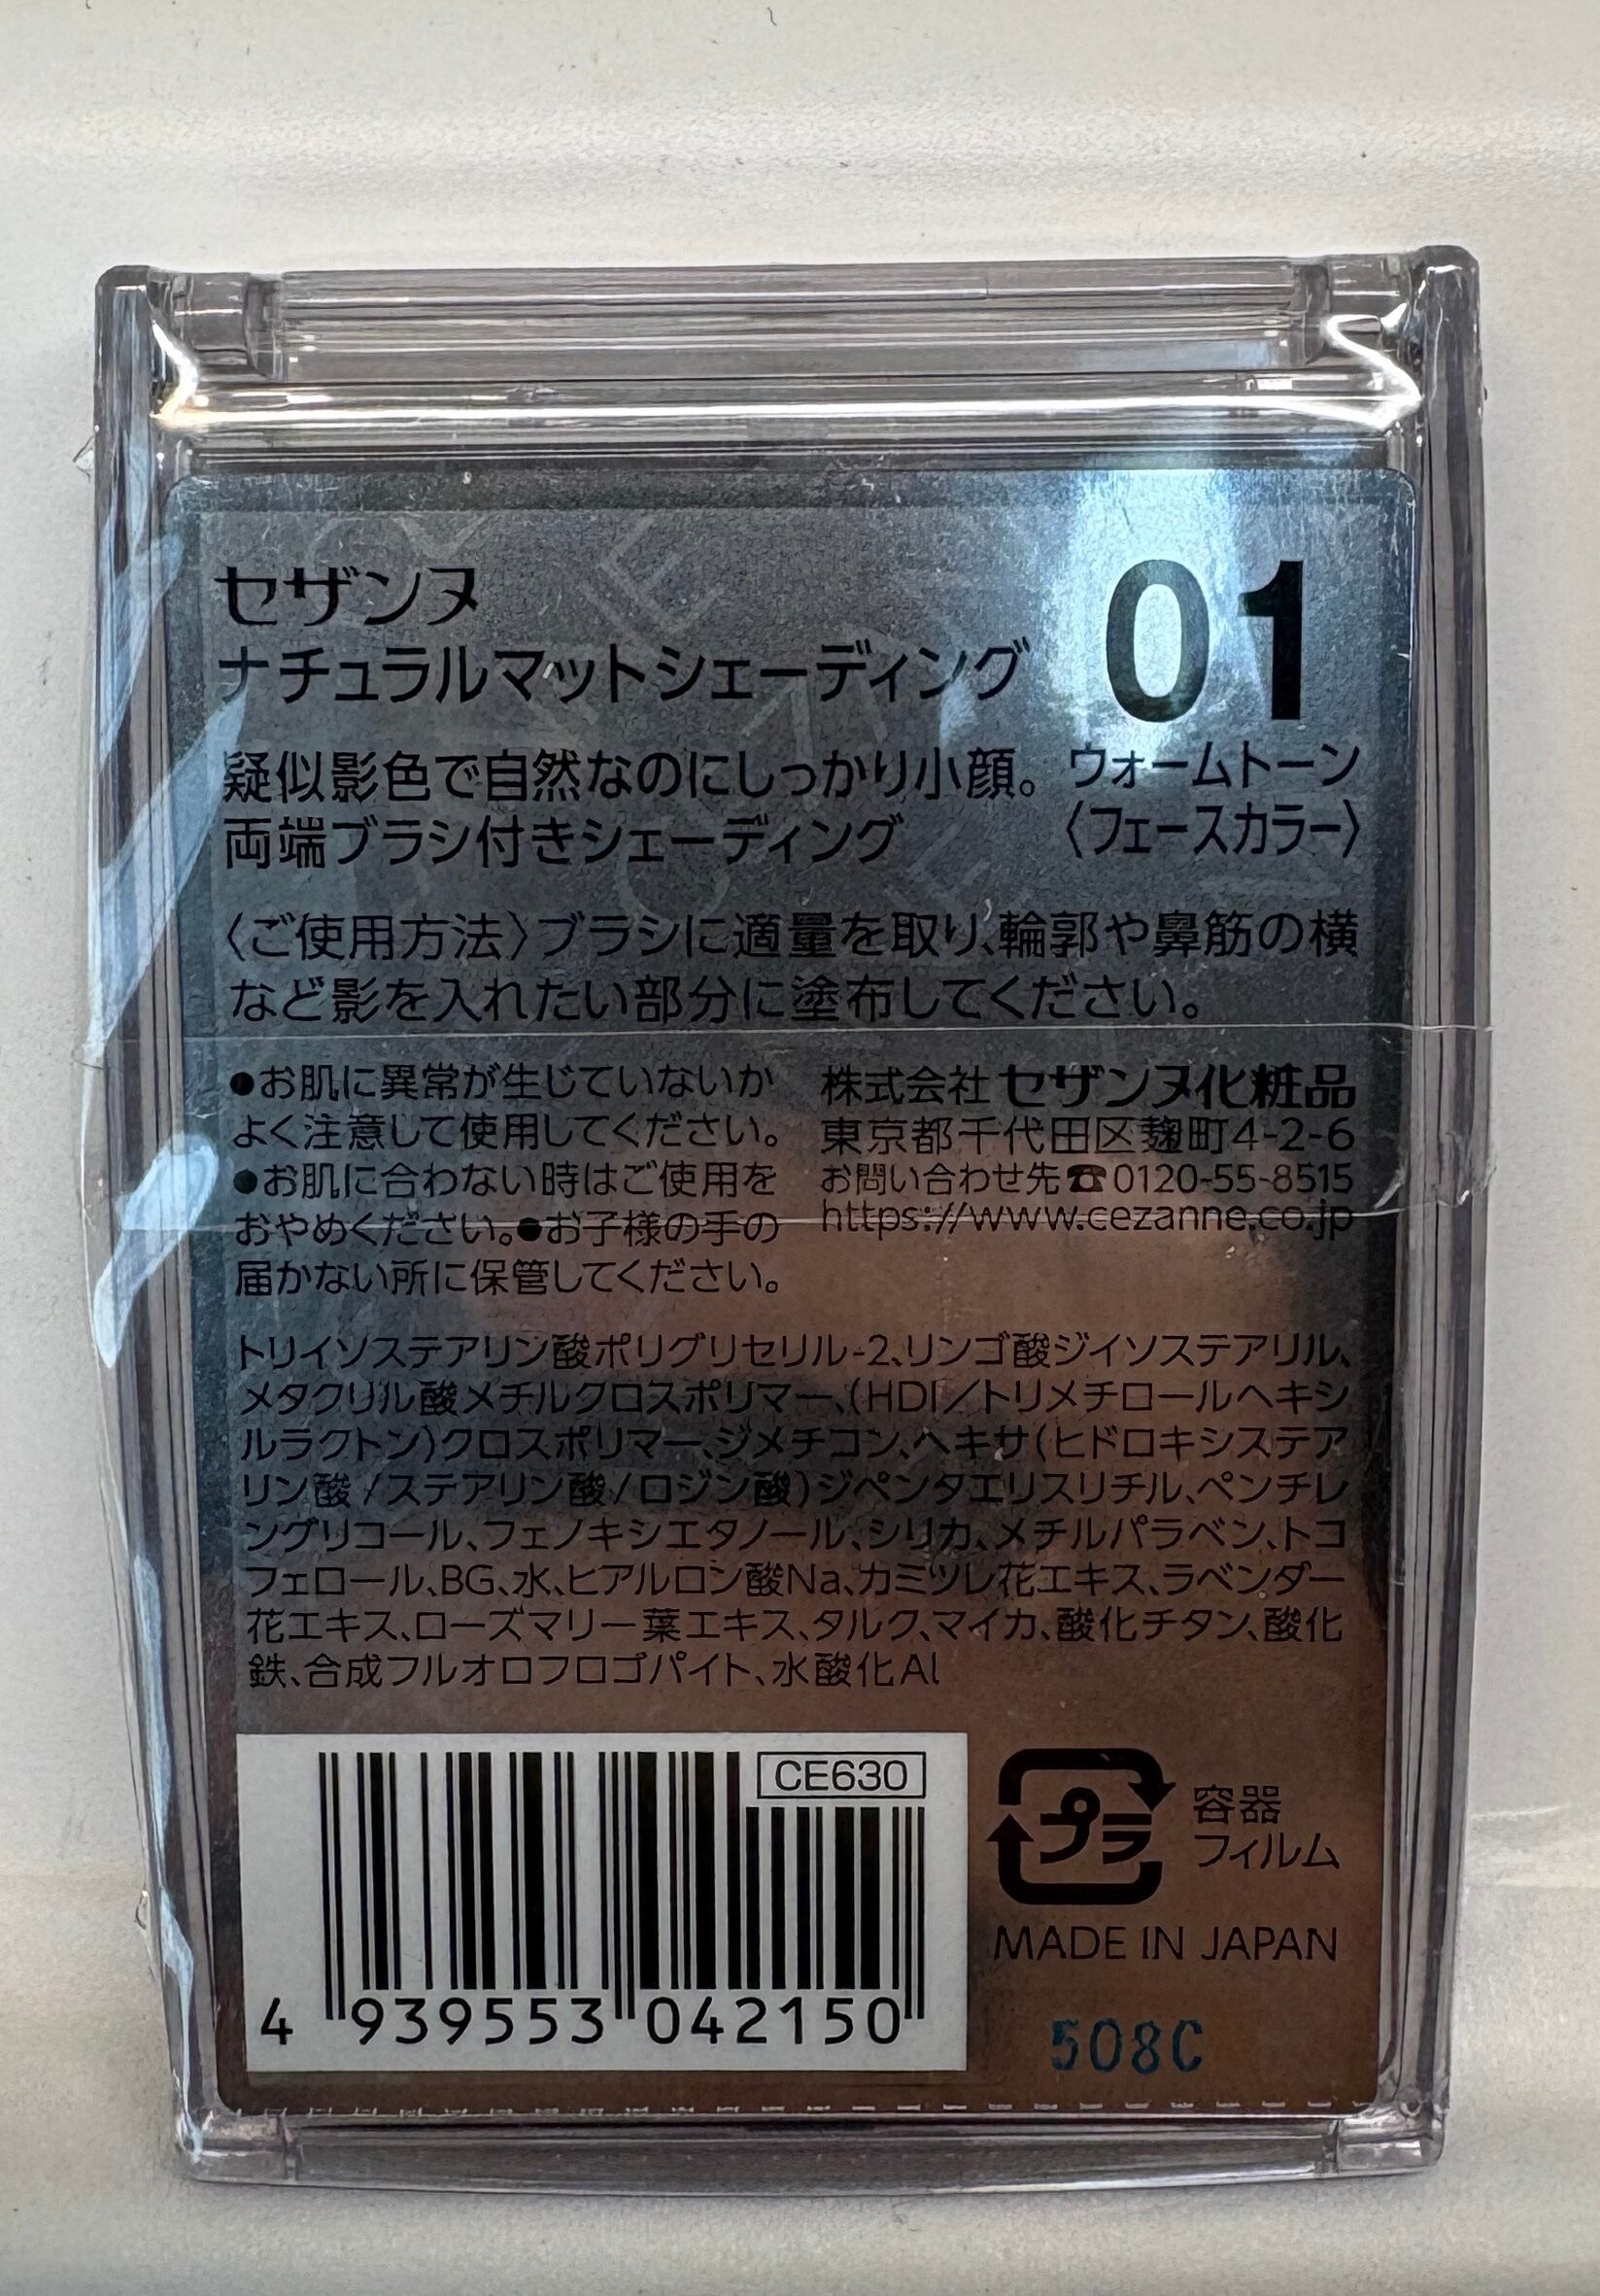 セザンヌ
ナチュラルマットシェーディング
01
疑似影色で自然なのにしっかり小顔。
両端ブラシ付きシェーディング
ウォームトーン
〈フェースカラー〉
〈ご使用方法〉ブラシに適量を取り、輪郭や鼻筋の横
など影を入れたい部分に塗布してください。
●お肌に異常が生じていないか
よく注意して使用してください。
●お肌に合わない時はご使用を
おやめください。●お子様の手の
届かない所に保管してください。
株式会社 セザンヌ化粧品
東京都千代田区麹町4-2-6
お問い合わせ先☎0120-55-8515
https://www.cezanne.co.jp
トリイソステアリン酸ポリグリセリル-2、リンゴ酸ジイソステアリル、
メタクリル酸メチルクロスポリマー、(HDI/トリメチロールヘキシ
ルラクトン)クロスポリマー、ジメチコン、ヘキサ(ヒドロキシステア
リン酸/ステアリン酸/ロジン酸)ジペンタエリスリチル、ペンチレ
ングリコール、フェノキシエタノール、シリカ、メチルパラベン、トコ
フェロール、BG、水、ヒアルロン酸Na、カミツレ花エキス、ラベンダー
花エキス、ローズマリー葉エキス、タルク、マイカ、酸化チタン、酸化
鉄、合成フルオロフロゴパイト、水酸化Al
CE630
4 939553 042150
プラ
容器
フィルム
MADE IN JAPAN
508C